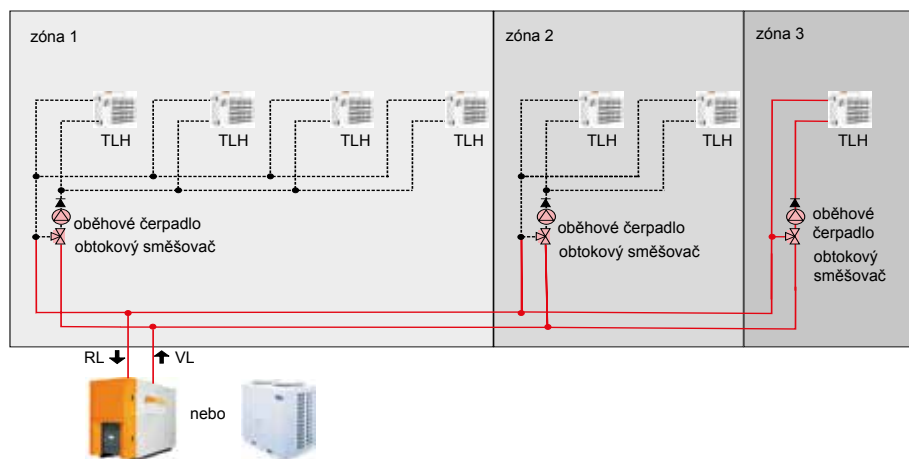 zóna 1
zóna 2
zóna 3
TLH
TLH
TLH
TLH
TLH
TLH
TLH
oběhové čerpadlo
obtokový směšovač
oběhové čerpadlo
obtokový směšovač
oběhové
čerpadlo
obtokový
směšovač
RL
VL
nebo